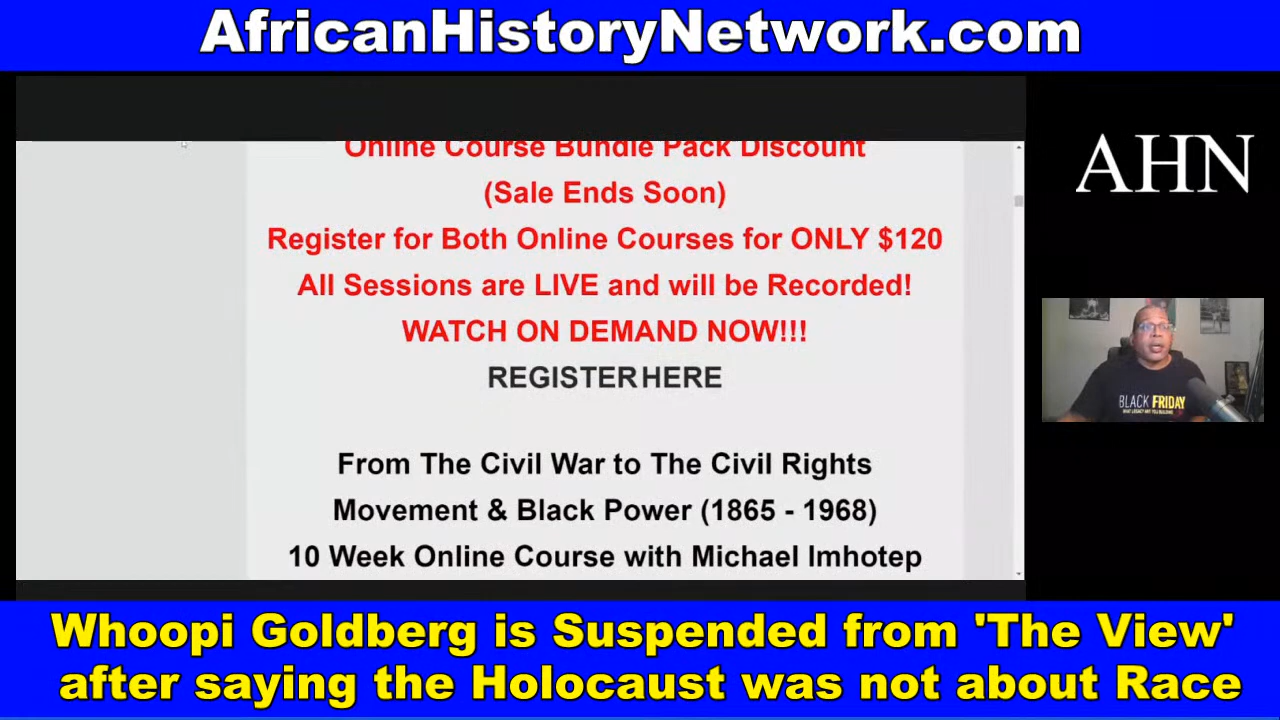 AfricanHistoryNetwork.com
Online Course Bundle Pack Discount
(Sale Ends Soon)
Register for Both Online Courses for ONLY $120
All Sessions are LIVE and will be Recorded!
WATCH ON DEMAND NOW!!!
REGISTER HERE
From The Civil War to The Civil Rights
Movement & Black Power (1865 - 1968)
10 Week Online Course with Michael Imhotep
AHN
BLACK FRIDAY
Whoopi Goldberg is Suspended from 'The View'
after saying the Holocaust was not about Race